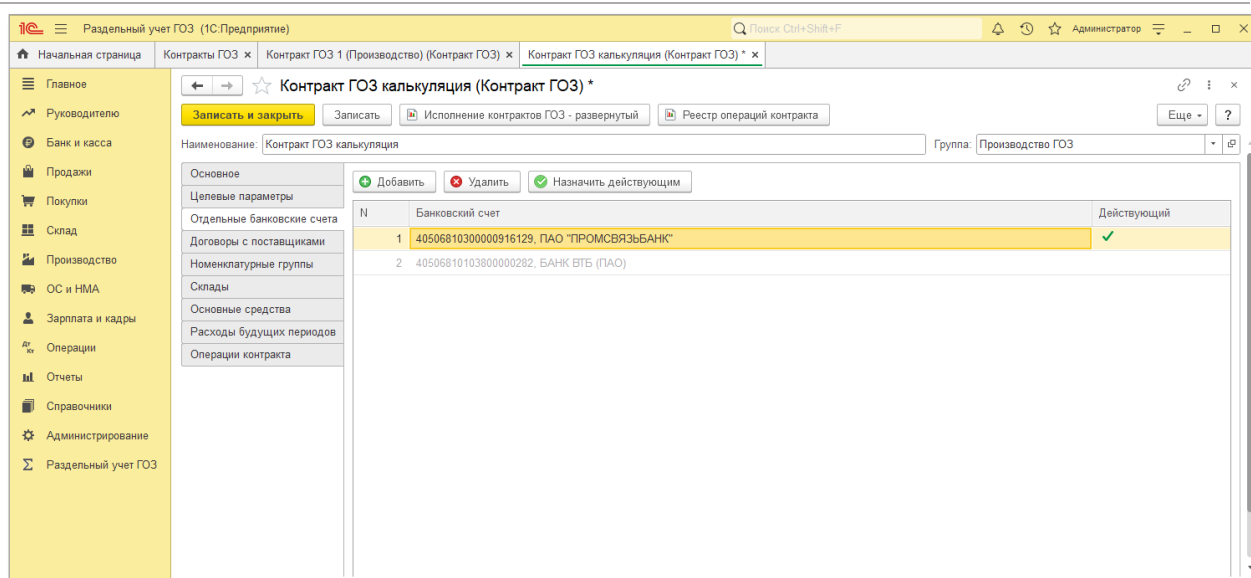 1С Раздельный учет ГОЗ (1С:Предприятие) Поиск Ctrl+Shift+F Администратор
Начальная страница Контракты ГОЗ × Контракт ГОЗ 1 (Производство) (Контракт ГОЗ) × Контракт ГОЗ калькуляция (Контракт ГОЗ) * ×
Главное
Руководителю
Банк и касса
Продажи
Покупки
Склад
Производство
ОС и НМА
Зарплата и кадры
Операции
Отчеты
Справочники
Администрирование
Раздельный учет ГОЗ
Контракт ГОЗ калькуляция (Контракт ГОЗ) *
Записать и закрыть Записать Исполнение контрактов ГОЗ - развернутый Реестр операций контракта Еще ?
Наименование: Контракт ГОЗ калькуляция Группа: Производство ГОЗ
Основное
Целевые параметры
Отдельные банковские счета
Договоры с поставщиками
Номенклатурные группы
Склады
Основные средства
Расходы будущих периодов
Операции контракта
Добавить Удалить Назначить действующим
N Банковский счет Действующий
1 40506810300000916129, ПАО "ПРОМСВЯЗЬБАНК"
2 40506810103800000282, БАНК ВТБ (ПАО)